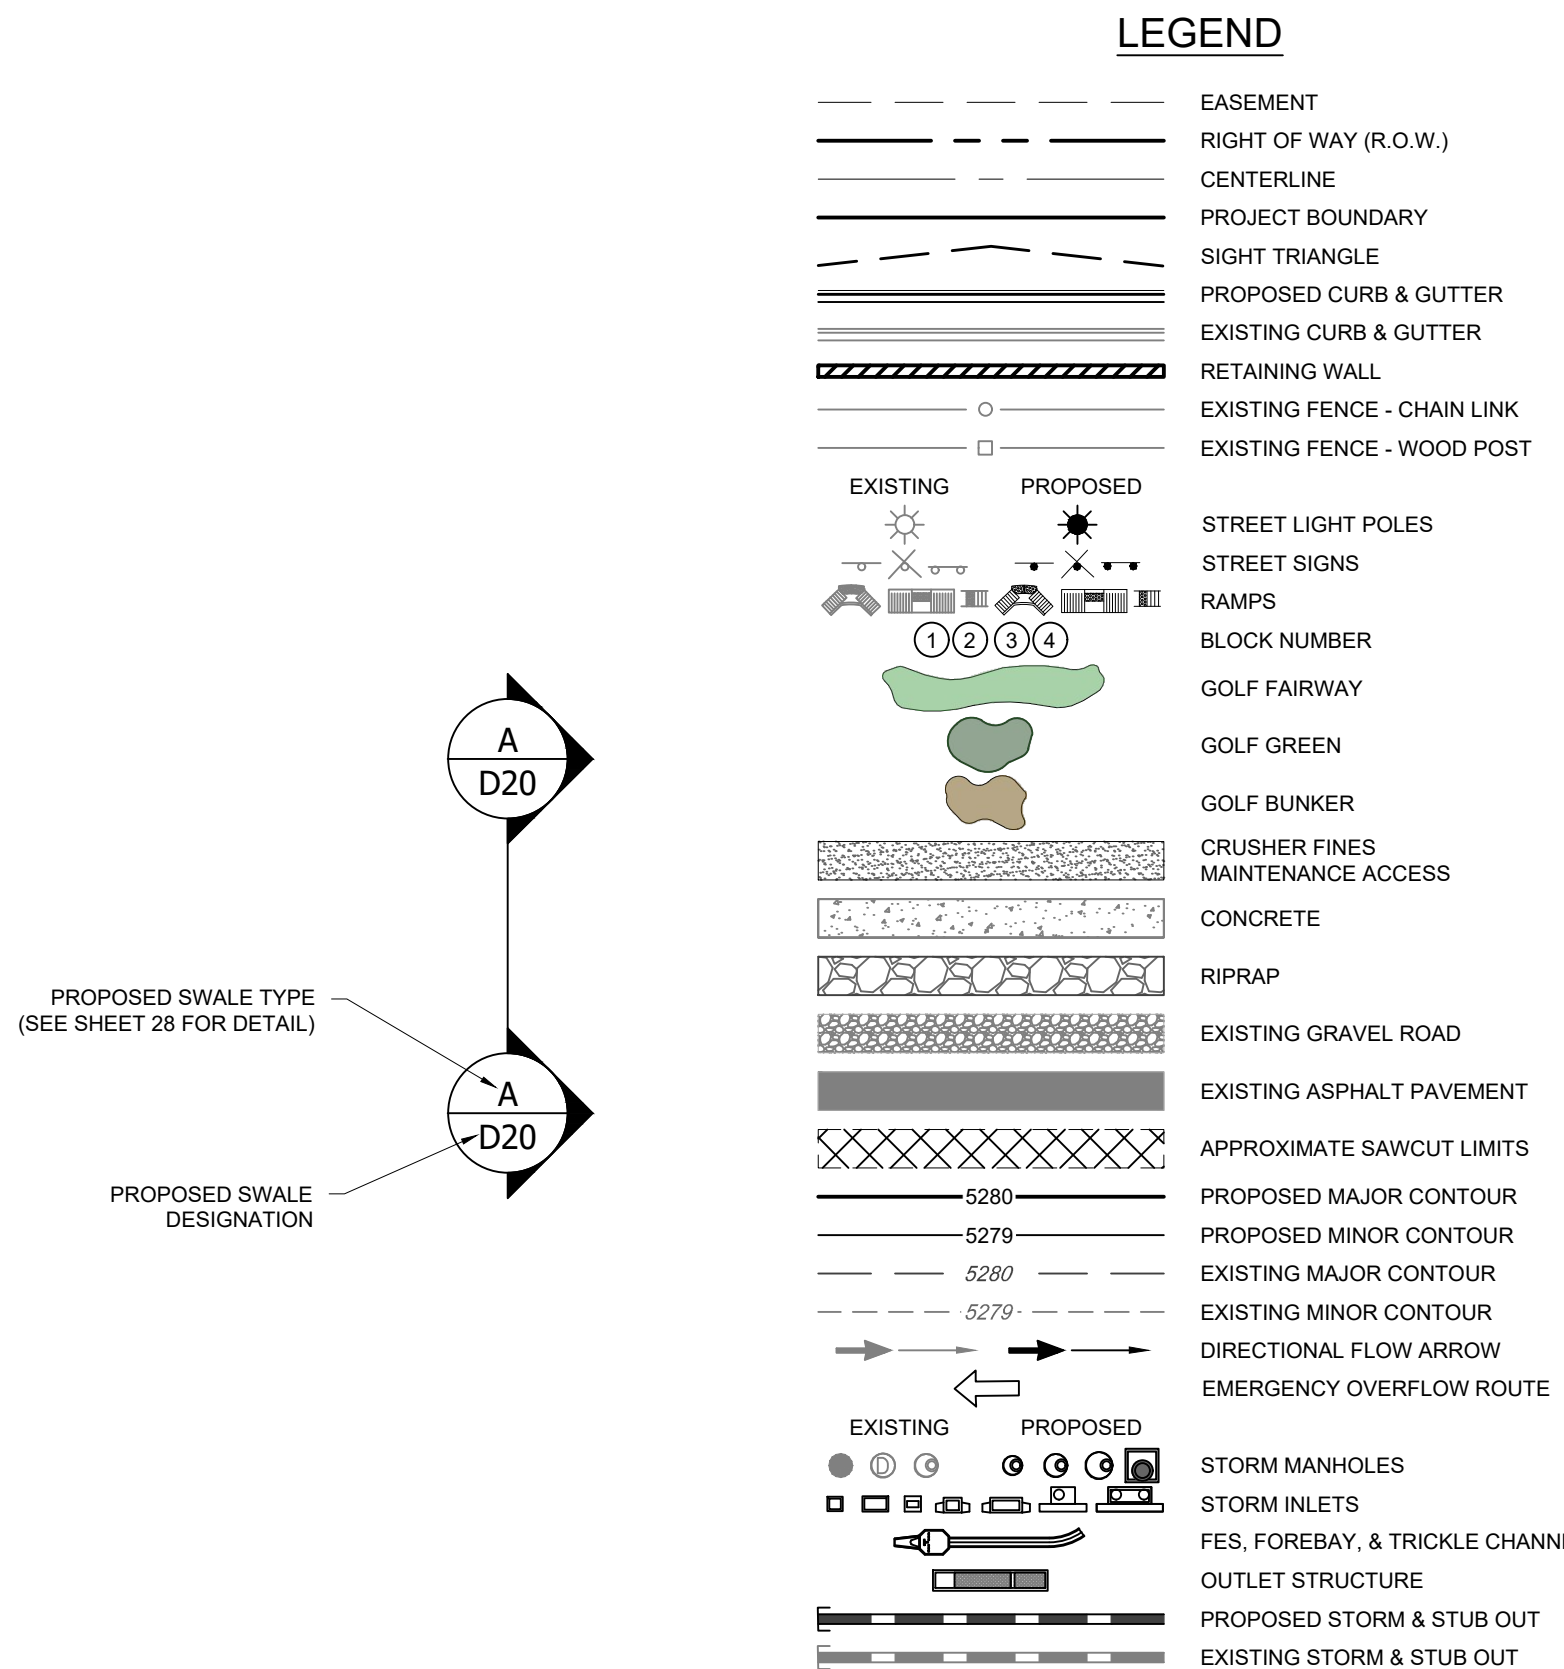 LEGEND
EASEMENT
RIGHT OF WAY (R.O.W.)
CENTERLINE
PROJECT BOUNDARY
SIGHT TRIANGLE
PROPOSED CURB & GUTTER
EXISTING CURB & GUTTER
RETAINING WALL
EXISTING FENCE - CHAIN LINK
EXISTING FENCE - WOOD POST
EXISTING PROPOSED
STREET LIGHT POLES
STREET SIGNS
RAMPS
1 2 3 4 BLOCK NUMBER
GOLF FAIRWAY
GOLF GREEN
GOLF BUNKER
CRUSHER FINES
MAINTENANCE ACCESS
CONCRETE
RIPRAP
EXISTING GRAVEL ROAD
EXISTING ASPHALT PAVEMENT
APPROXIMATE SAWCUT LIMITS
5280 PROPOSED MAJOR CONTOUR
5279 PROPOSED MINOR CONTOUR
5280 EXISTING MAJOR CONTOUR
5279 EXISTING MINOR CONTOUR
DIRECTIONAL FLOW ARROW
EMERGENCY OVERFLOW ROUTE
EXISTING PROPOSED
D STORM MANHOLES
STORM INLETS
FES, FOREBAY, & TRICKLE
OUTLET STRUCTURE
PROPOSED STORM & STUB OUT
EXISTING STORM & STUB OUT
A
D20
PROPOSED SWALE TYPE
(SEE SHEET 28 FOR DETAIL)
A
D20
PROPOSED SWALE
DESIGNATION